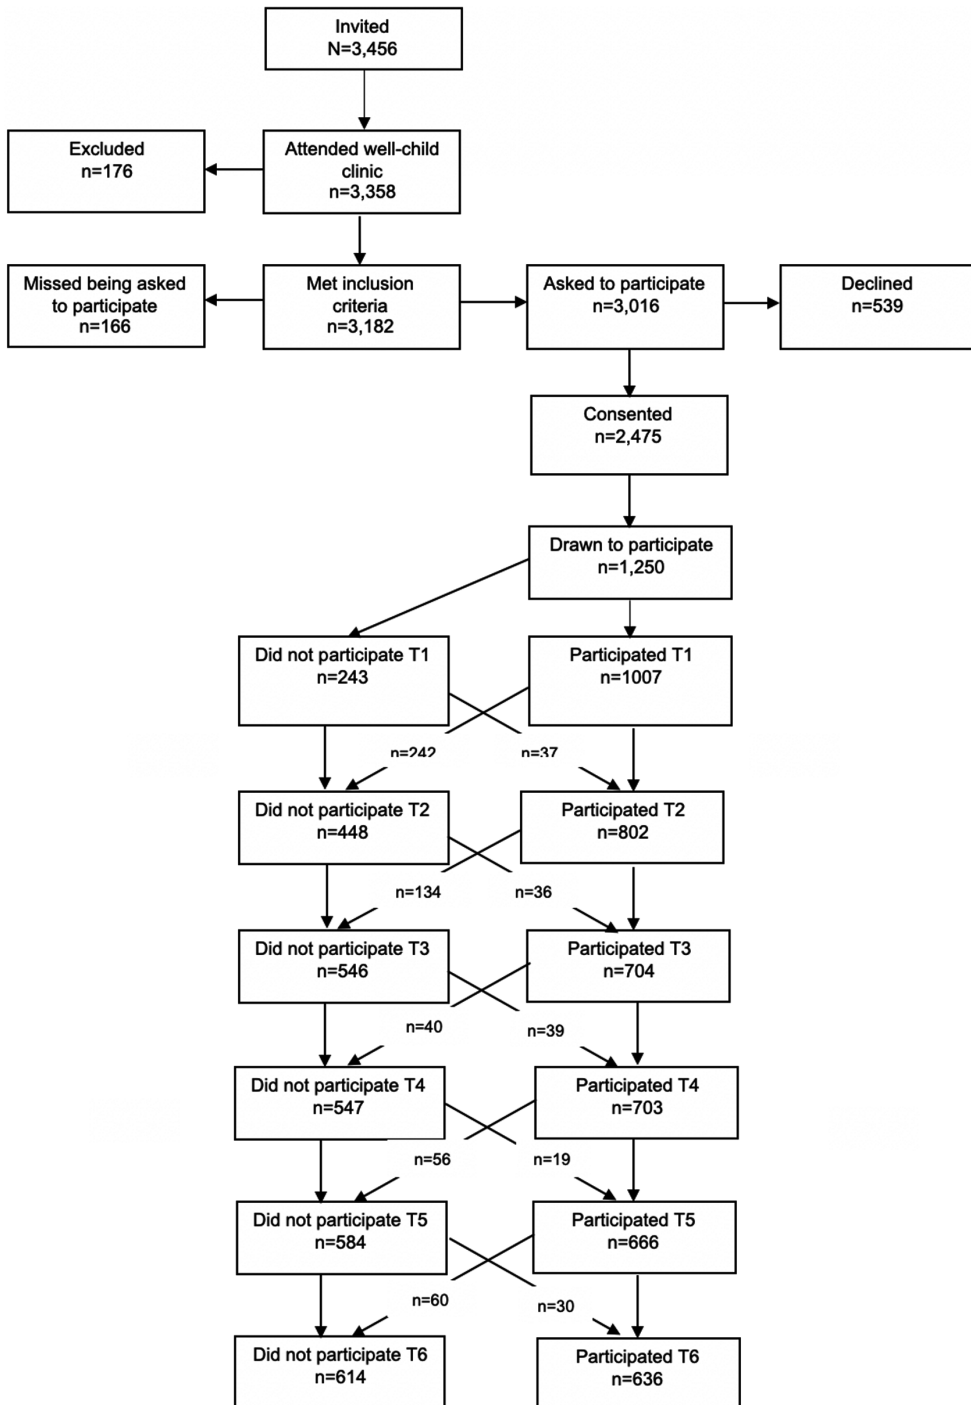 Invited
N=3,456
Excluded
n=176
Attended well-child
clinic
n=3,358
Missed being asked
to participate
n=166
Met inclusion
criteria
n=3,182
Asked to participate
n=3,016
Declined
n=539
Consented
n=2,475
Drawn to participate
n=1,250
Did not participate T1
n=243
Participated T1
n=1007
n=242
n=37
Did not participate T2
n=448
Participated T2
n=802
n=134
n=36
Did not participate T3
n=546
Participated T3
n=704
n=40
n=39
Did not participate T4
n=547
Participated T4
n=703
n=56
n=19
Did not participate T5
n=584
Participated T5
n=666
n=60
n=30
Did not participate T6
n=614
Participated T6
n=636